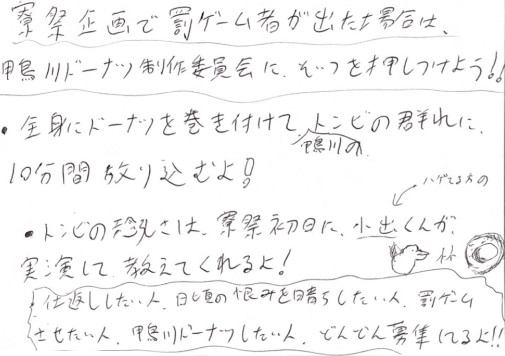 寮祭企画で罰ゲーム者が出た場合は、
鴨川ドーナツ制作委員会に、そいつを押しつけよう!!
・全身にドーナツを巻き付けて、鴨川のトンビの群れに、
10分間放り込むよ!
ハゲてる方の
・トンビの恐さは、寮祭初日に、小出くんが、
実演して教えてくれるよ!
仕返ししたい人、日頃の恨みを晴らしたい人、罰ゲーム
させたい人、鴨川ドーナツしたい人、どんどん募集してるよ!!